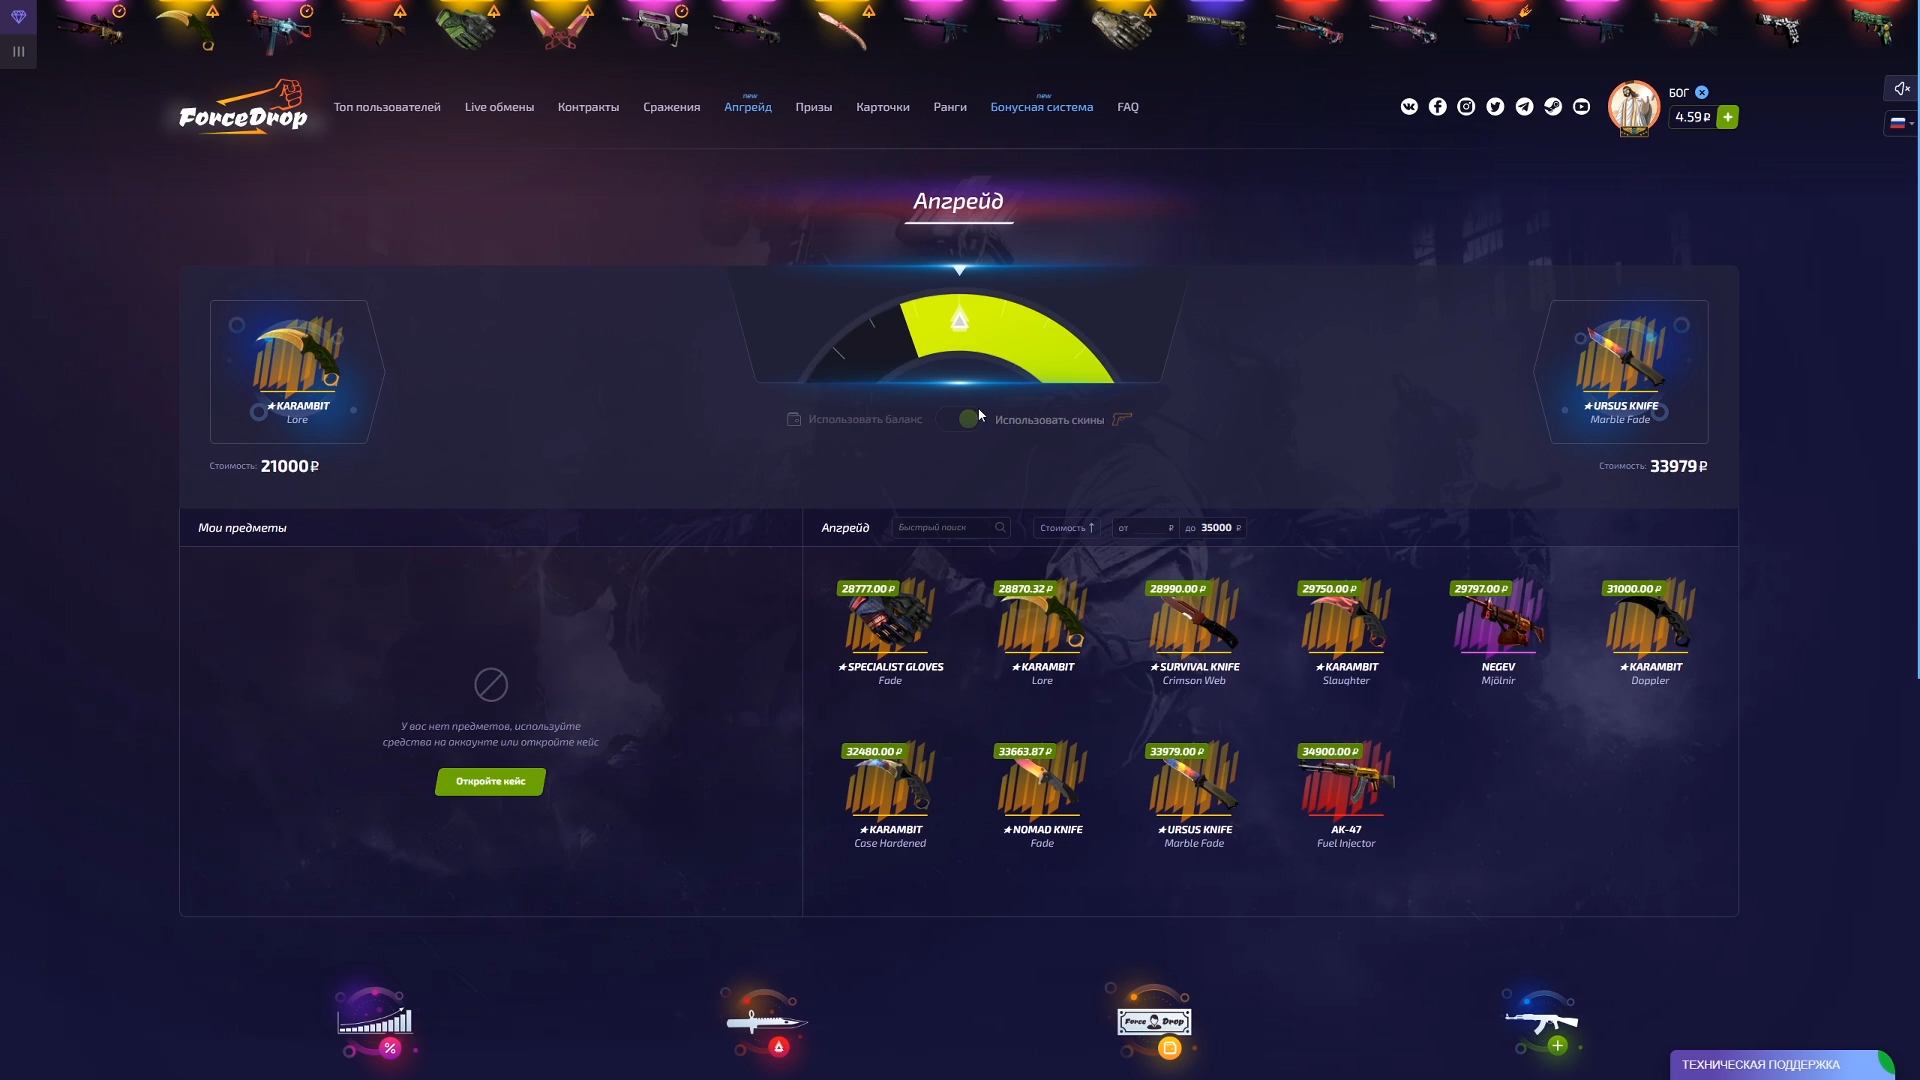 ForceDrop
Топ пользователей
Live обмены
Контракты
Сражения
new
Апгрейд
Призы
Карточки
Ранги
new
Бонусная система
FAQ
БОГ
4.59₽
Апгрейд
★ KARAMBIT
Lore
Стоимость: 21000₽
Использовать баланс
Использовать скины
★ URSUS KNIFE
Marble Fade
Стоимость: 33979₽
Мои предметы
У вас нет предметов, используйте
средства на аккаунте или откройте кейс
Откройте кейс
Апгрейд
Быстрый поиск
Стоимость ↑
от ₽
до 35000 ₽
28777.00 ₽
★ SPECIALIST GLOVES
Fade
28870.32 ₽
★ KARAMBIT
Lore
28990.00 ₽
★ SURVIVAL KNIFE
Crimson Web
29750.00 ₽
★ KARAMBIT
Slaughter
29797.00 ₽
NEGEV
Mjölnir
31000.00 ₽
★ KARAMBIT
Doppler
32480.00 ₽
★ KARAMBIT
Case Hardened
33663.87 ₽
★ NOMAD KNIFE
Fade
33979.00 ₽
★ URSUS KNIFE
Marble Fade
34900.00 ₽
AK-47
Fuel Injector
%
Force Drop
ТЕХНИЧЕСКАЯ ПОДДЕРЖКА